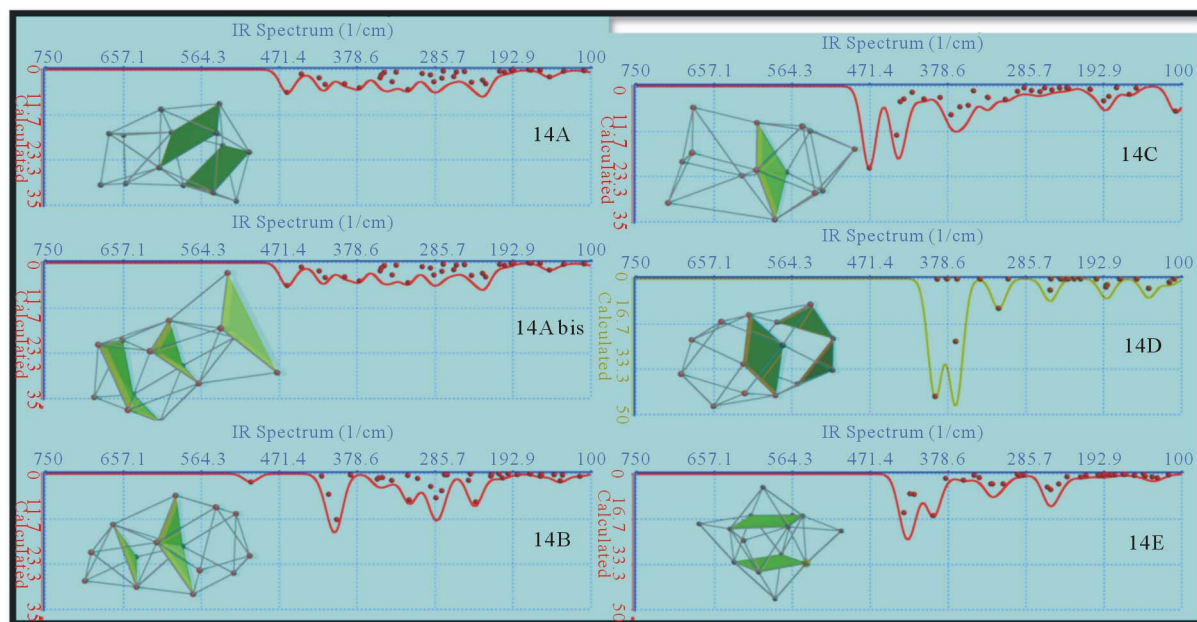 IR Spectrum (1/cm)
750 657.1 564.3 471.4 378.6 285.7 192.9 100
0
11.7
23.3
35
Calculated
14A
IR Spectrum (1/cm)
750 657.1 564.3 471.4 378.6 285.7 192.9 100
0
11.7
23.3
35
Calculated
14A bis
IR Spectrum (1/cm)
750 657.1 564.3 471.4 378.6 285.7 192.9 100
0
11.7
23.3
35
Calculated
14B
IR Spectrum (1/cm)
750 657.1 564.3 471.4 378.6 285.7 192.9 100
0
11.7
23.3
35
Calculated
14C
IR Spectrum (1/cm)
750 657.1 564.3 471.4 378.6 285.7 192.9 100
0
16.7
33.3
50
Calculated
14D
IR Spectrum (1/cm)
750 657.1 564.3 471.4 378.6 285.7 192.9 100
0
16.7
33.3
50
Calculated
14E